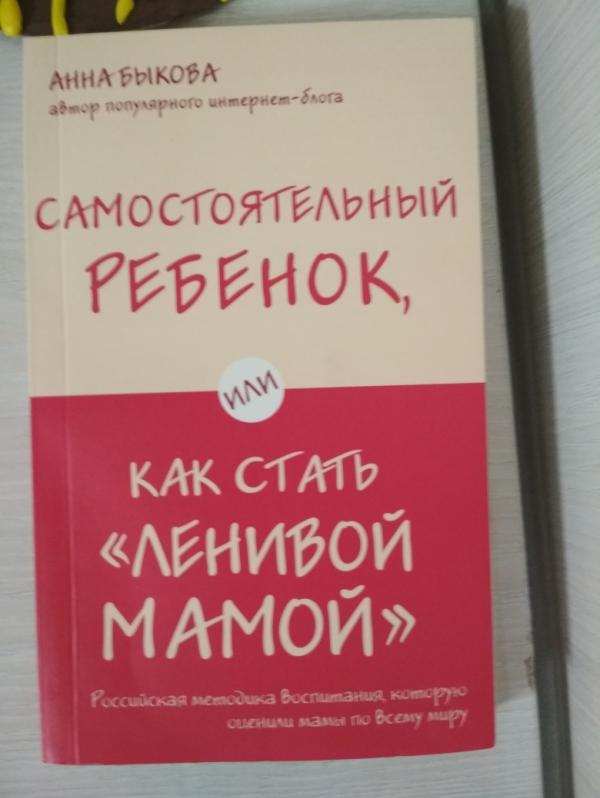 АННА БЫКОВА
автор популярного интернет-блога
САМОСТОЯТЕЛЬНЫЙ
РЕБЕНОК,
ИЛИ
КАК СТАТЬ
«ЛЕНИВОЙ
МАМОЙ»
Российская методика воспитания, которую
оценили мамы по всему миру